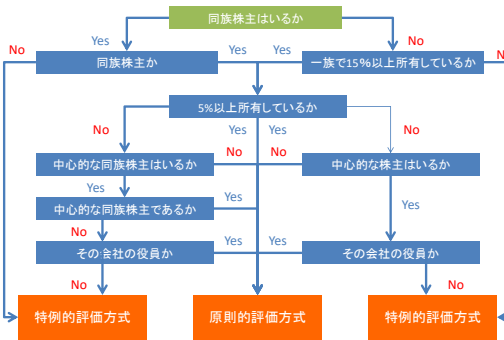 同族株主はいるか
No
Yes
No
同族株主か
Yes
Yes
一族で15%以上所有しているか
5%以上所有しているか
No
Yes
Yes
No
中心的な同族株主はいるか
No
No
中心的な株主はいるか
Yes
中心的な同族株主であるか
Yes
Yes
No
その会社の役員か
Yes
Yes
その会社の役員か
No
No
特例的評価方式
原則的評価方式
特例的評価方式